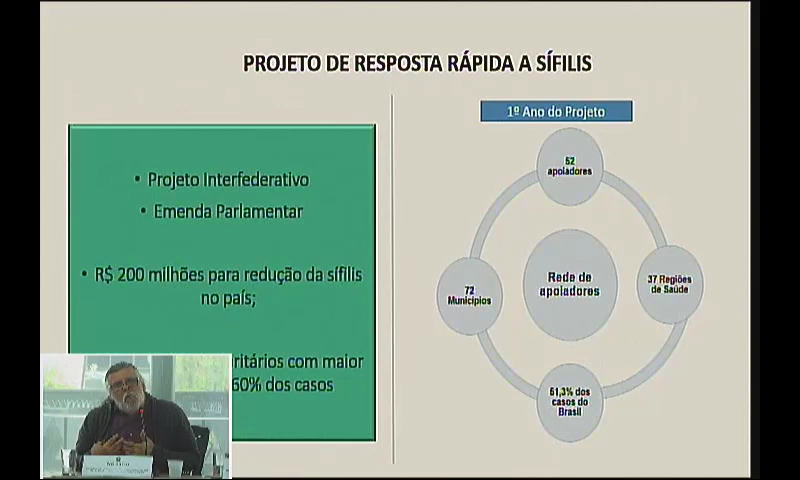 PROJETO DE RESPOSTA RÁPIDA A SÍFILIS
• Projeto Interfederativo
• Emenda Parlamentar
• R$ 200 milhões para redução da sífilis
no país;
ritários com maior
60% dos casos
1º Ano do Projeto
52
apoiadores
72
Municípios
Rede de
apoiadores
37 Regiões
de Saúde
61,3% dos
casos do
Brasil